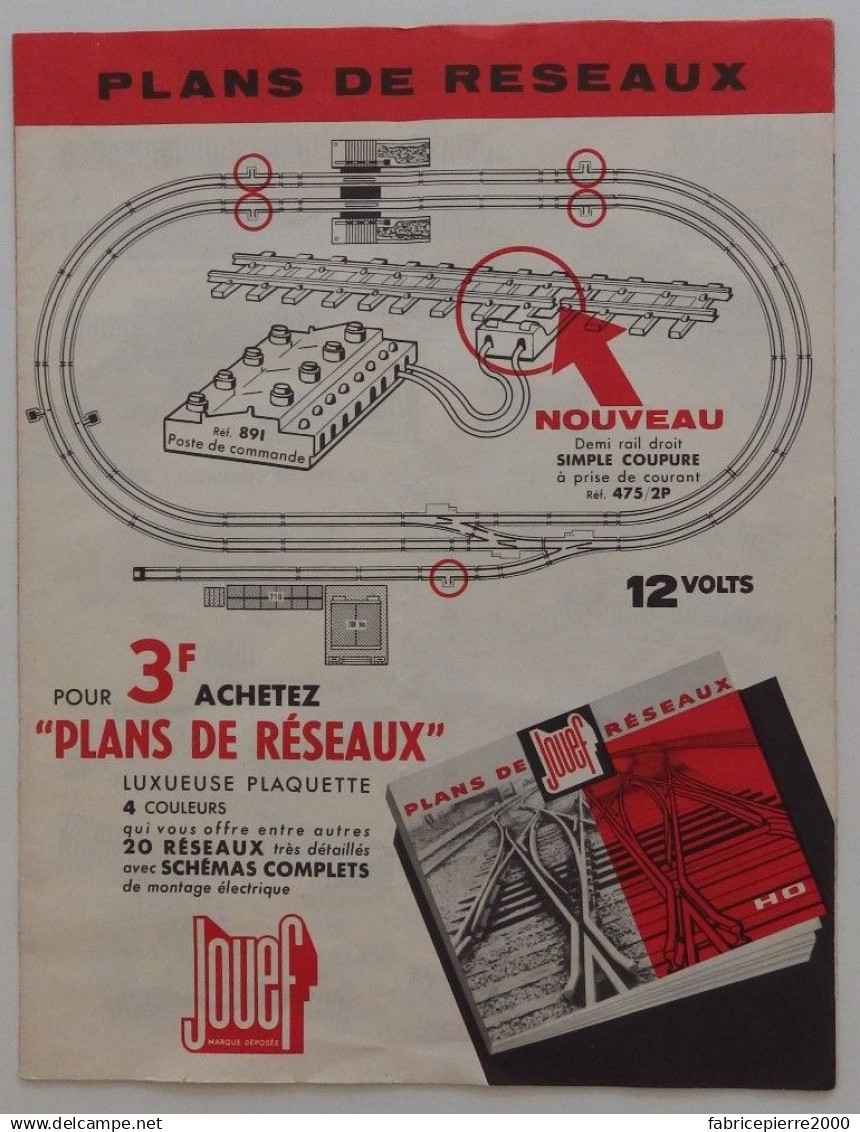 PLANS DE RESEAUX
Réf. 891
Poste de commande
NOUVEAU
Demi rail droit
SIMPLE COUPURE
à prise de courant
Réf. 475/2P
12 VOLTS
710
POUR 3F ACHETEZ
"PLANS DE RÉSEAUX"
LUXUEUSE PLAQUETTE
4 COULEURS
qui vous offre entre autres
20 RÉSEAUX très détaillés
avec SCHÉMAS COMPLETS
de montage électrique
Jouef
MARQUE DÉPOSÉE
PLANS DE Jouef RÉSEAUX
HO
delcampe.net
fabricepierre2000